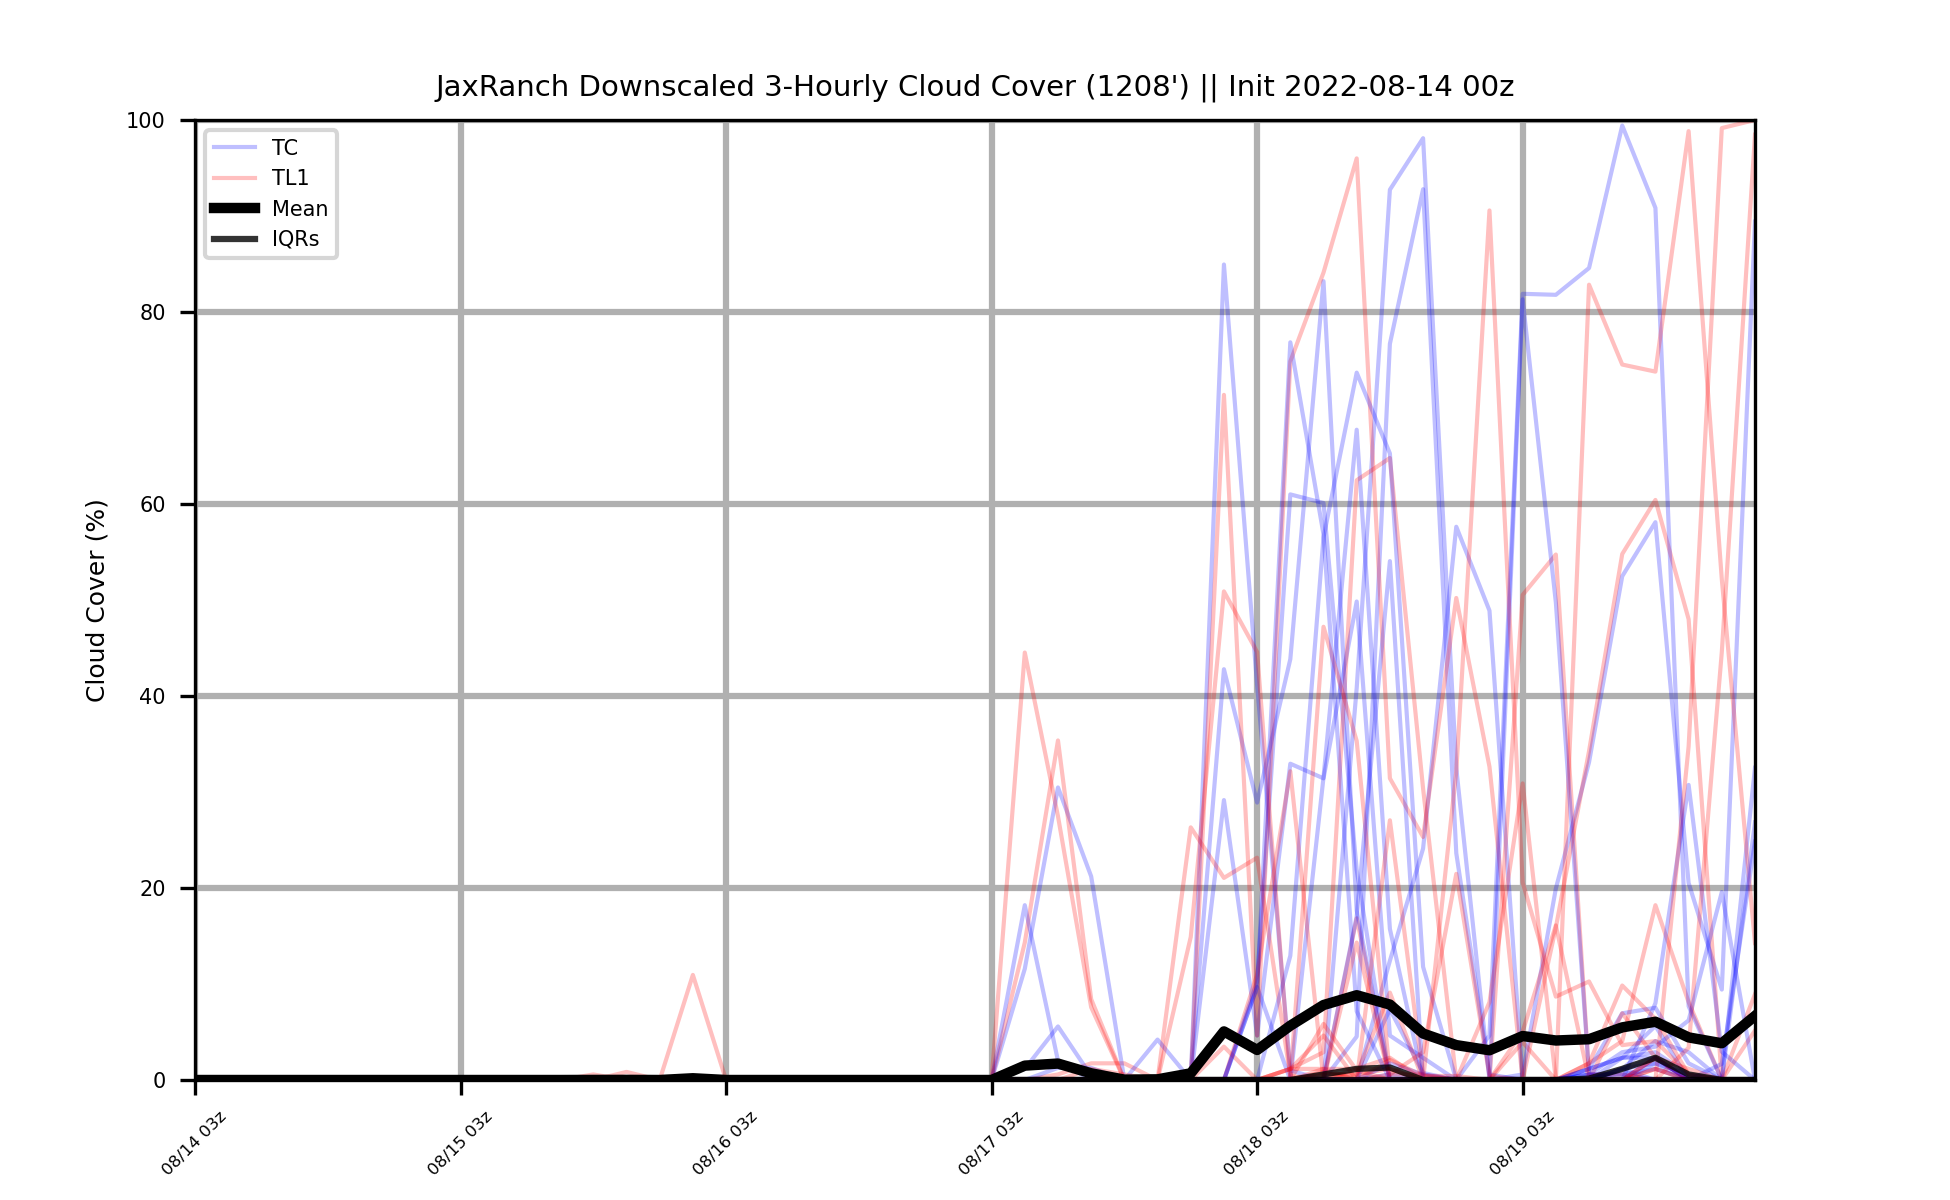 JaxRanch Downscaled 3-Hourly Cloud Cover (1208') || Init 2022-08-14 00z
TC
TL1
Mean
IQRs
Cloud Cover (%)
100
80
60
40
20
0
08/14 03z
08/15 03z
08/16 03z
08/17 03z
08/18 03z
08/19 03z